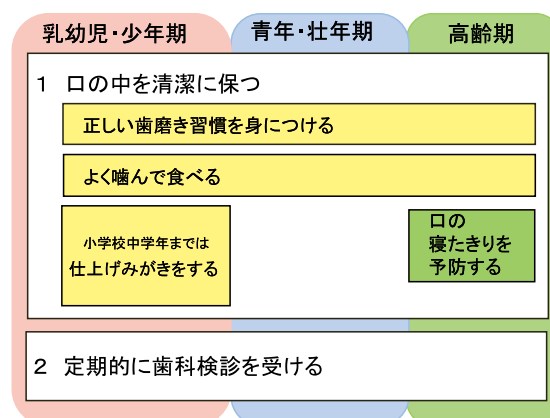 乳幼児・少年期
青年・壮年期
高齢期
1 口の中を清潔に保つ
正しい歯磨き習慣を身につける
よく噛んで食べる
小学校中学年までは
仕上げみがきをする
口の
寝たきりを
予防する
2 定期的に歯科検診を受ける